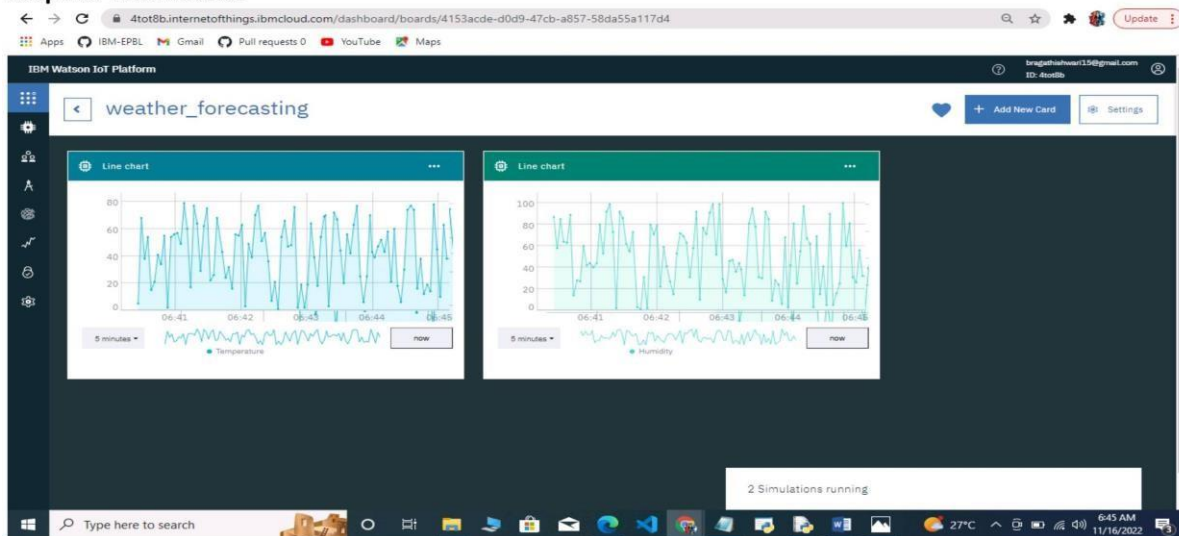 4tot8b.internetofthings.ibmcloud.com/dashboard/boards/4153acde-d0d9-47cb-a857-58da55a117d4
Update
Apps IBM-EPBL Gmail Pull requests 0 YouTube Maps
IBM Watson IoT Platform
bragathishwari15@gmail.com
ID: 4tot8b
weather_forecasting
+ Add New Card
Settings
Line chart
80
60
40
20
0
06:41 06:42 06:43 06:44 06:45
5 minutes
now
Temperature
Line chart
100
80
60
40
20
0
06:41 06:42 06:43 06:44 06:45
5 minutes
now
Humidity
2 Simulations running
Type here to search
27°C
6:45 AM
11/16/2022